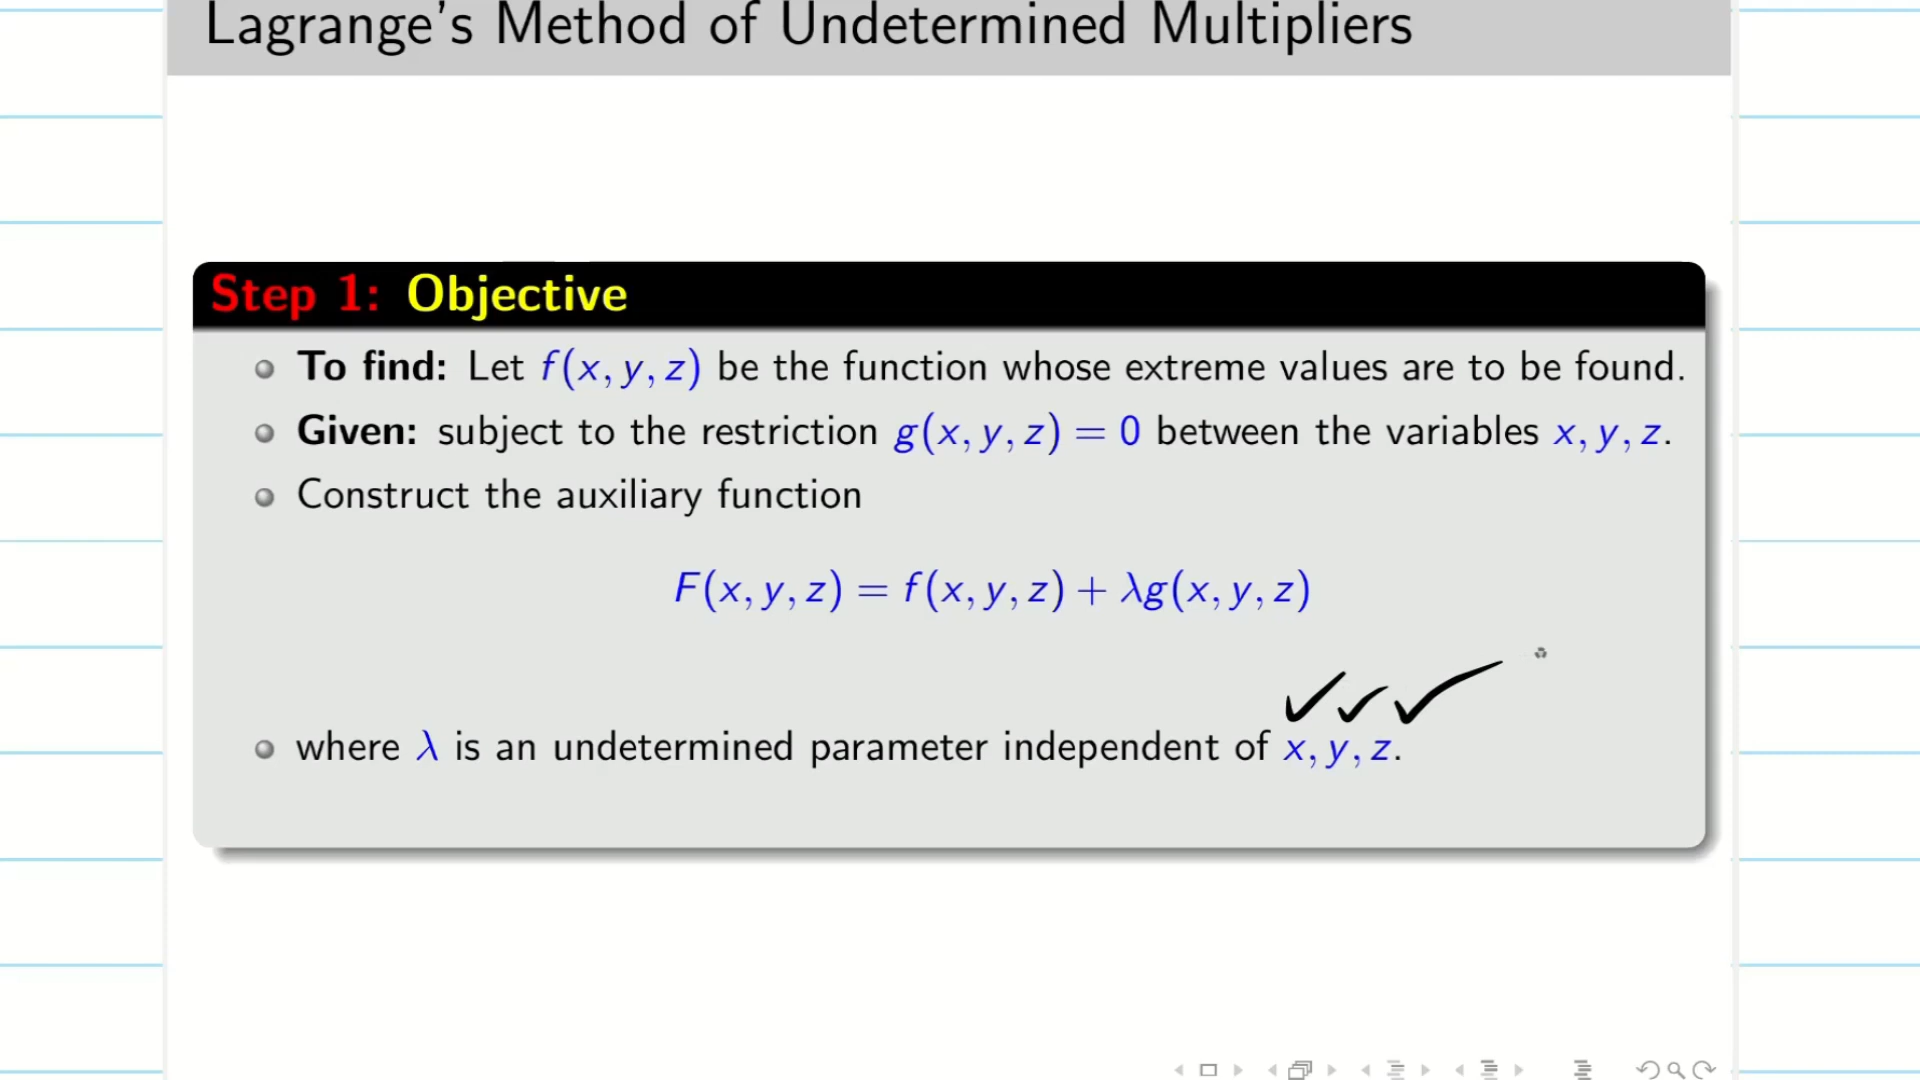 Lagrange's Method of Undetermined Multipliers
Step 1: Objective
To find: Let f(x, y, z) be the function whose extreme values are to be found.
Given: subject to the restriction g(x, y, z) = 0 between the variables x, y, z.
Construct the auxiliary function
F(x, y, z) = f(x, y, z) + λg(x, y, z)
where λ is an undetermined parameter independent of x, y, z.